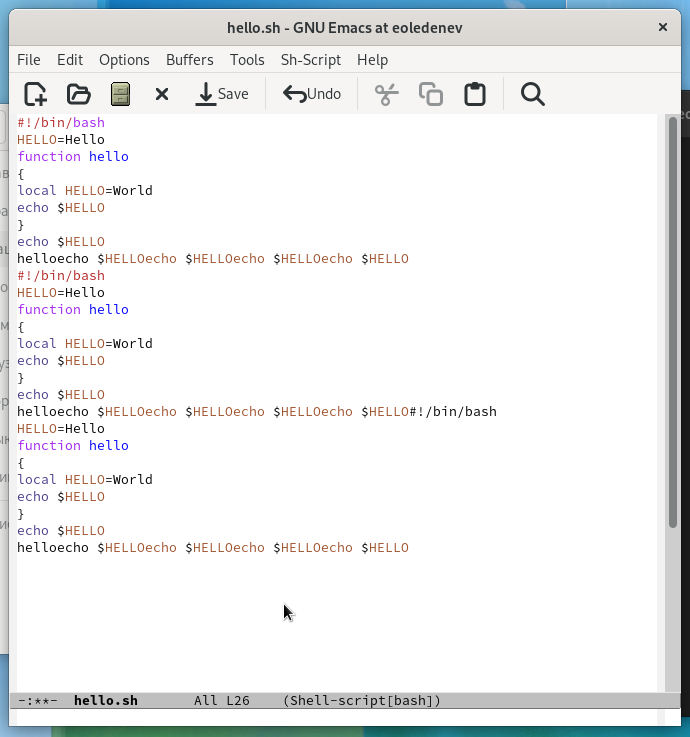 hello.sh - GNU Emacs at eoledenev ×
File Edit Options Buffers Tools Sh-Script Help
Save Undo
#!/bin/bash
HELLO=Hello
function hello
{
local HELLO=World
echo $HELLO
}
echo $HELLO
helloecho $HELLOecho $HELLOecho $HELLOecho $HELLO
#!/bin/bash
HELLO=Hello
function hello
{
local HELLO=World
echo $HELLO
}
echo $HELLO
helloecho $HELLOecho $HELLOecho $HELLOecho $HELLO#!/bin/bash
HELLO=Hello
function hello
{
local HELLO=World
echo $HELLO
}
echo $HELLO
helloecho $HELLOecho $HELLOecho $HELLOecho $HELLO
-:**- hello.sh All L26 (Shell-script[bash])